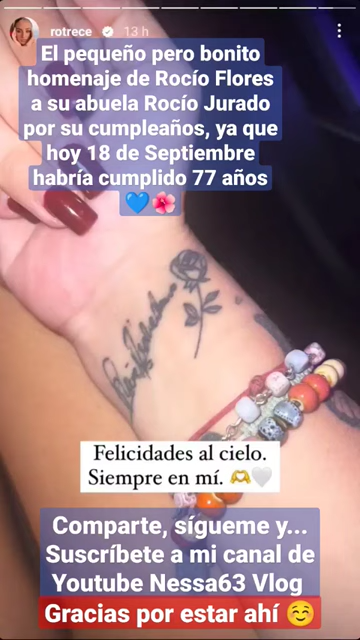 rotrece 13 h
El pequeño pero bonito
homenaje de Rocío Flores
a su abuela Rocío Jurado
por su cumpleaños, ya que
hoy 18 de Septiembre
habría cumplido 77 años
💙🌺
Felicidades al cielo.
Siempre en mí. 🫶🤍
Comparte, sígueme y...
Suscríbete a mi canal de
Youtube Nessa63 Vlog
Gracias por estar ahí ☺️